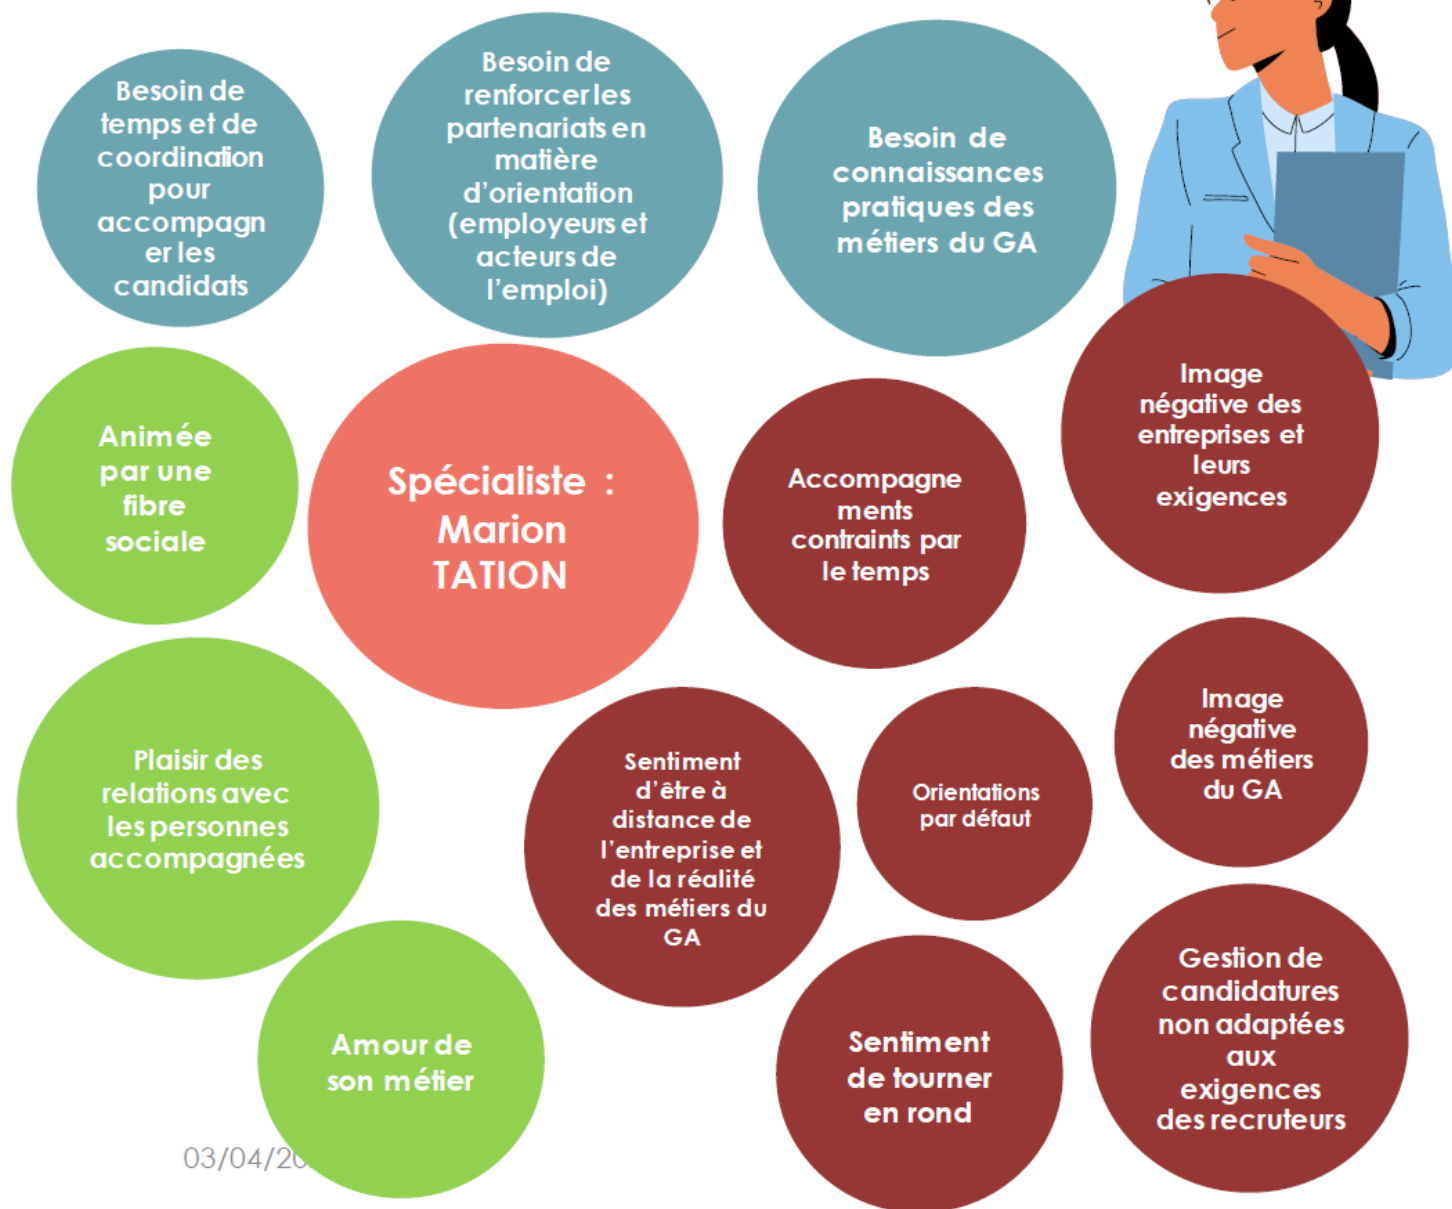 Besoin de
temps et de
coordination
pour
accompagn
er les
candidats
Besoin de
renforcer les
partenariats en
matière
d'orientation
(employeurs et
acteurs de
l'emploi)
Besoin de
connaissances
pratiques des
métiers du GA
Animée
par une
fibre
sociale
Spécialiste :
Marion
TATION
Accompagne
ments
contraints par
le temps
Image
négative des
entreprises et
leurs
exigences
Plaisir des
relations avec
les personnes
accompagnées
Sentiment
d'être à
distance de
l'entreprise et
de la réalité
des métiers du
GA
Orientations
par défaut
Image
négative
des métiers
du GA
Amour de
son métier
Sentiment
de tourner
en rond
Gestion de
candidatures
non adaptées
aux
exigences
des recruteurs
03/04/20